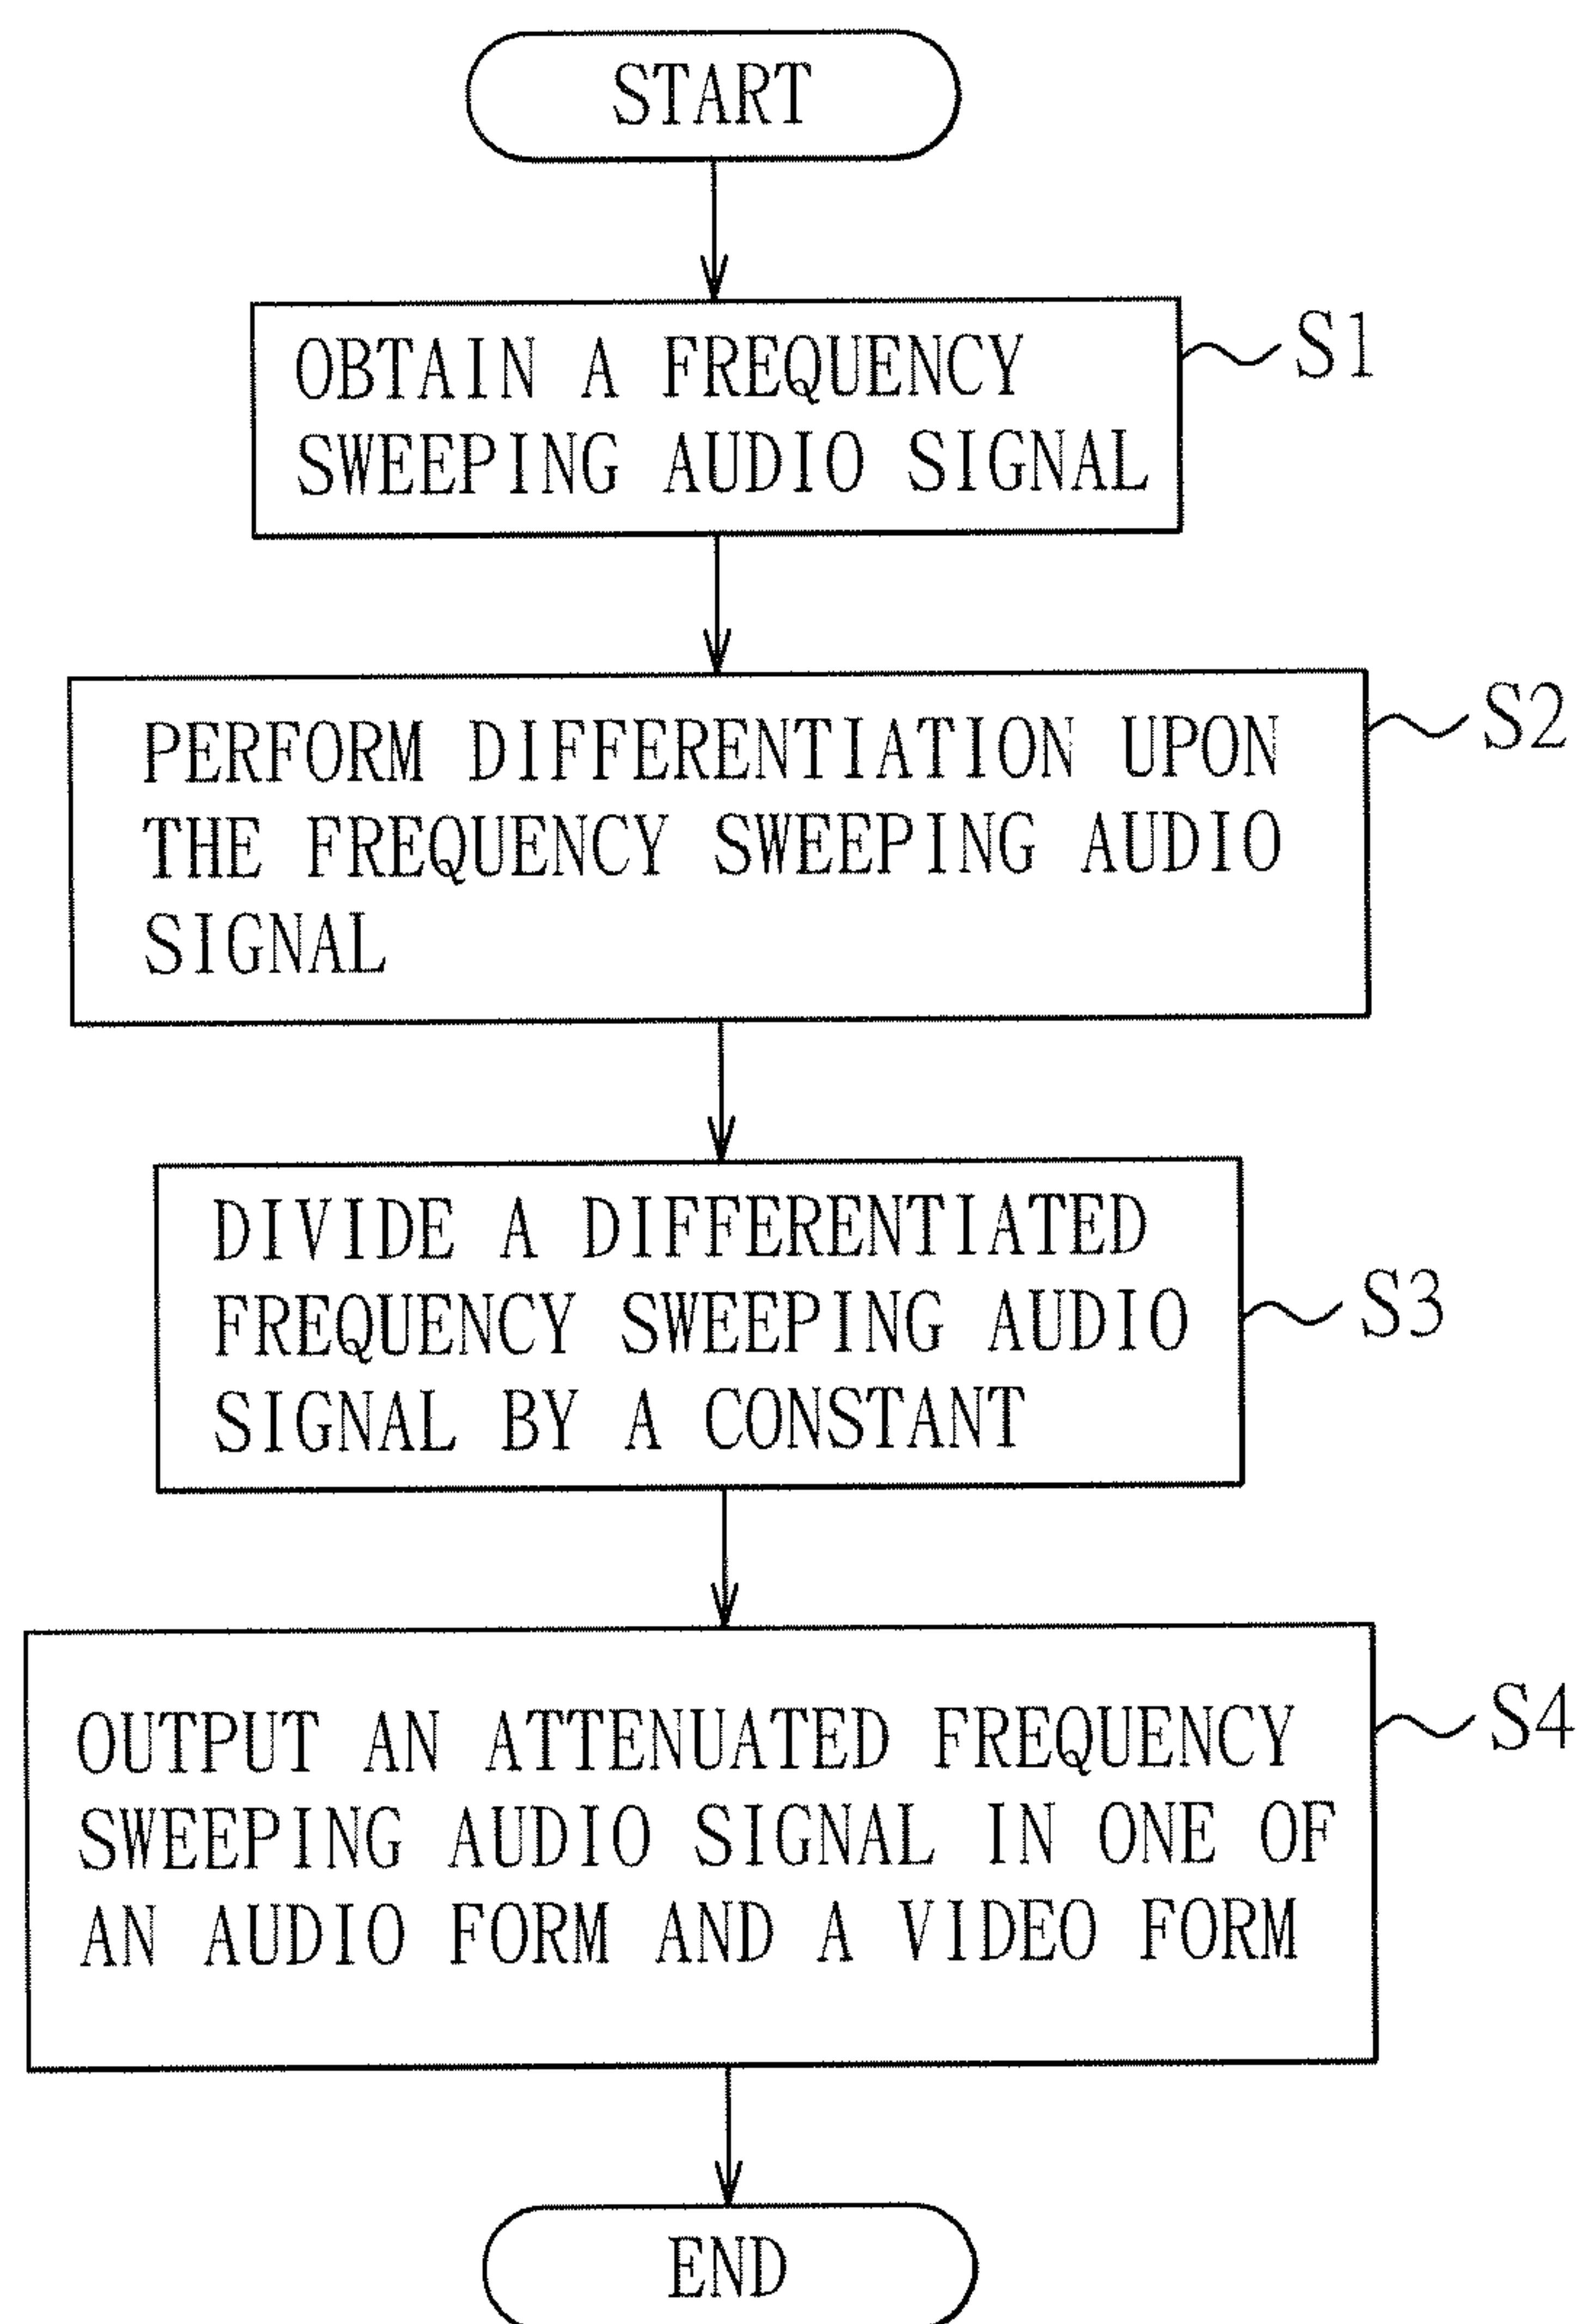 START
OBTAIN A FREQUENCY
SWEEPING AUDIO SIGNAL
S1
PERFORM DIFFERENTIATION UPON
THE FREQUENCY SWEEPING AUDIO
SIGNAL
S2
DIVIDE A DIFFERENTIATED
FREQUENCY SWEEPING AUDIO
SIGNAL BY A CONSTANT
S3
OUTPUT AN ATTENUATED FREQUENCY
SWEEPING AUDIO SIGNAL IN ONE OF
AN AUDIO FORM AND A VIDEO FORM
S4
END